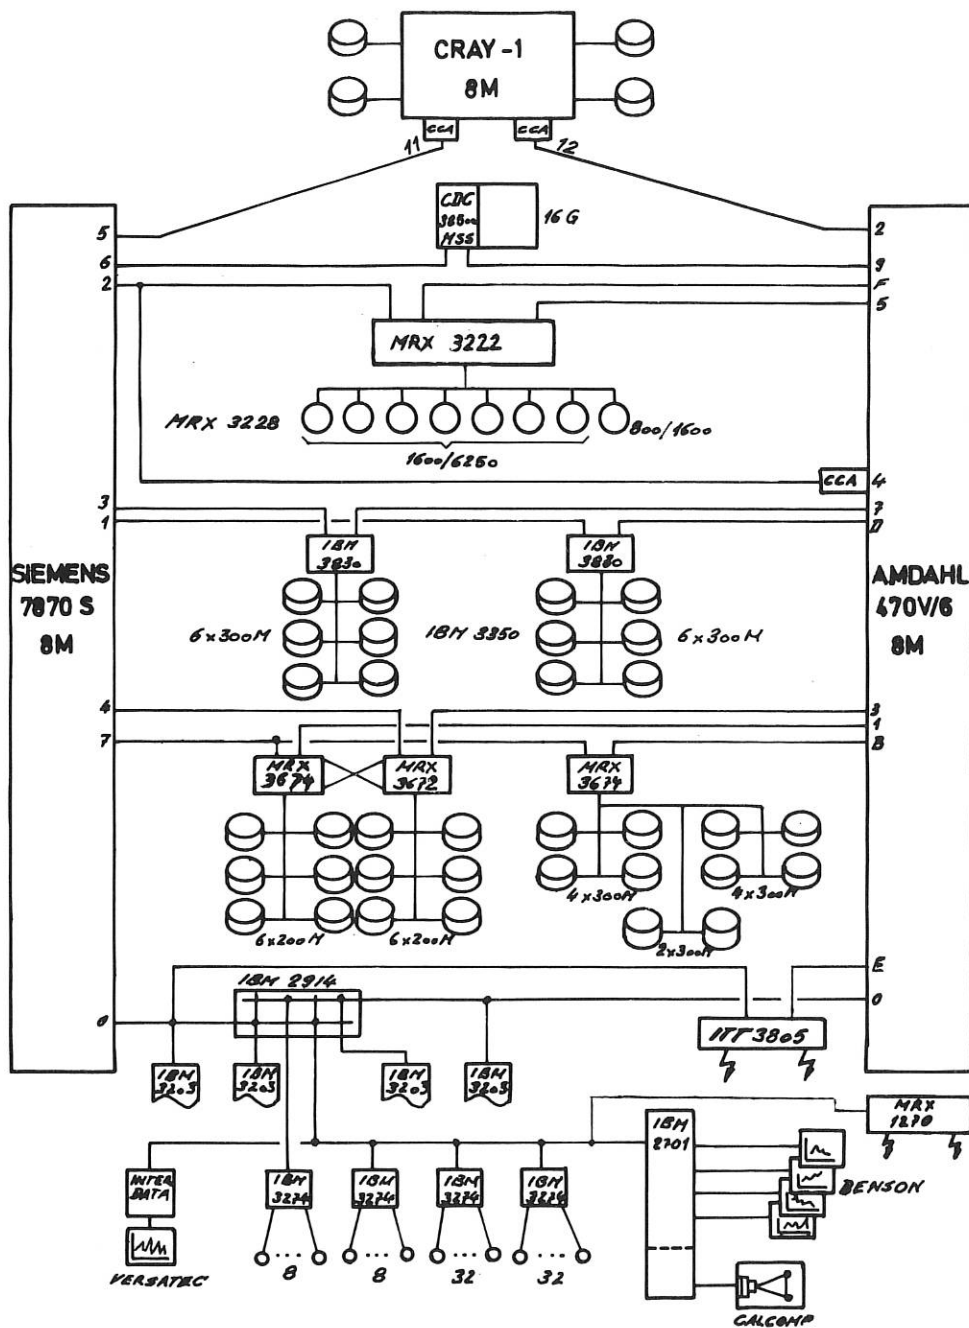 CRAY-1
8M
CCA
CCA
11
12
CDC
38500
MSS
16G
5
6
2
2
9
F
5
MRX 3222
MRX 3228
800/1600
1600/6250
CCA
4
3
1
7
D
IBM
3830
IBM
3880
SIEMENS
7870 S
8M
AMDAHL
470V/6
8M
6x300M
IBM 3350
6x300M
4
7
3
1
B
MRX
3674
MRX
3672
MRX
3674
4x300M
4x300M
6x200M
6x200M
2x300M
E
IBM 2914
0
0
ITT 3805
IBM
3203
IBM
3203
IBM
3203
IBM
3203
MRX
1270
IBM
2701
INTER
DATA
IBM
3274
IBM
3274
IBM
3274
IBM
3274
BENSON
8
8
32
32
VERSATEC
CALCOMP